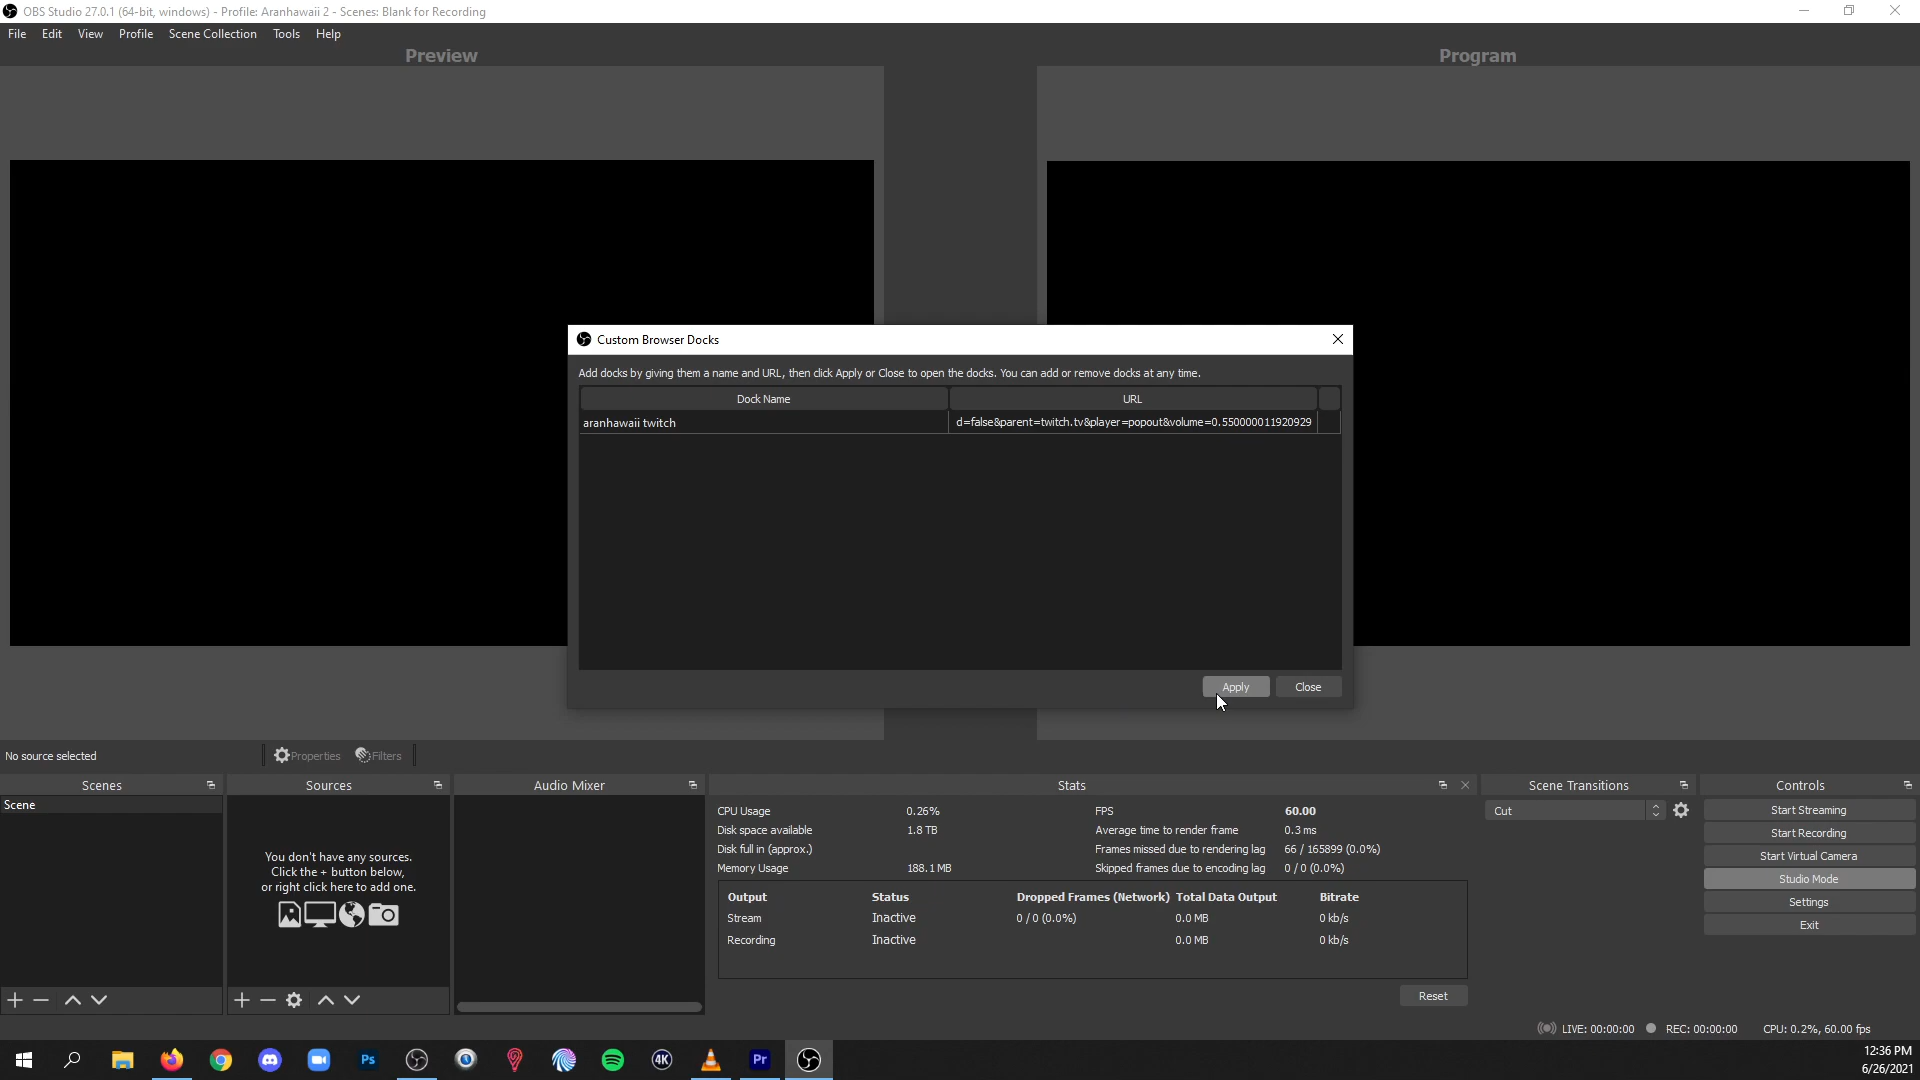 OBS Studio 27.0.1 (64-bit, windows) - Profile: Aranhawaii 2 - Scenes: Blank for Recording
File Edit View Profile Scene Collection Tools Help
Preview Program
Custom Browser Docks
Add docks by giving them a name and URL, then click Apply or Close to open the docks. You can add or remove docks at any time.
Dock Name URL
aranhawaii twitch d=false&parent=twitch.tv&player=popout&volume=0.550000011920929
Apply Close
No source selected Properties Filters
Scenes
Scene
Sources
You don't have any sources.
Click the + button below,
or right click here to add one.
Audio Mixer
Stats
CPU Usage 0.26% FPS 60.00
Disk space available 1.8 TB Average time to render frame 0.3 ms
Disk full in (approx.) Frames missed due to rendering lag 66 / 165899 (0.0%)
Memory Usage 188.1 MB Skipped frames due to encoding lag 0 / 0 (0.0%)
Output Status Dropped Frames (Network) Total Data Output Bitrate
Stream Inactive 0 / 0 (0.0%) 0.0 MB 0 kb/s
Recording Inactive 0.0 MB 0 kb/s
Reset
Scene Transitions
Cut
Controls
Start Streaming
Start Recording
Start Virtual Camera
Studio Mode
Settings
Exit
LIVE: 00:00:00 REC: 00:00:00 CPU: 0.2%, 60.00 fps
Ps 4K Pr
12:36 PM
6/26/2021